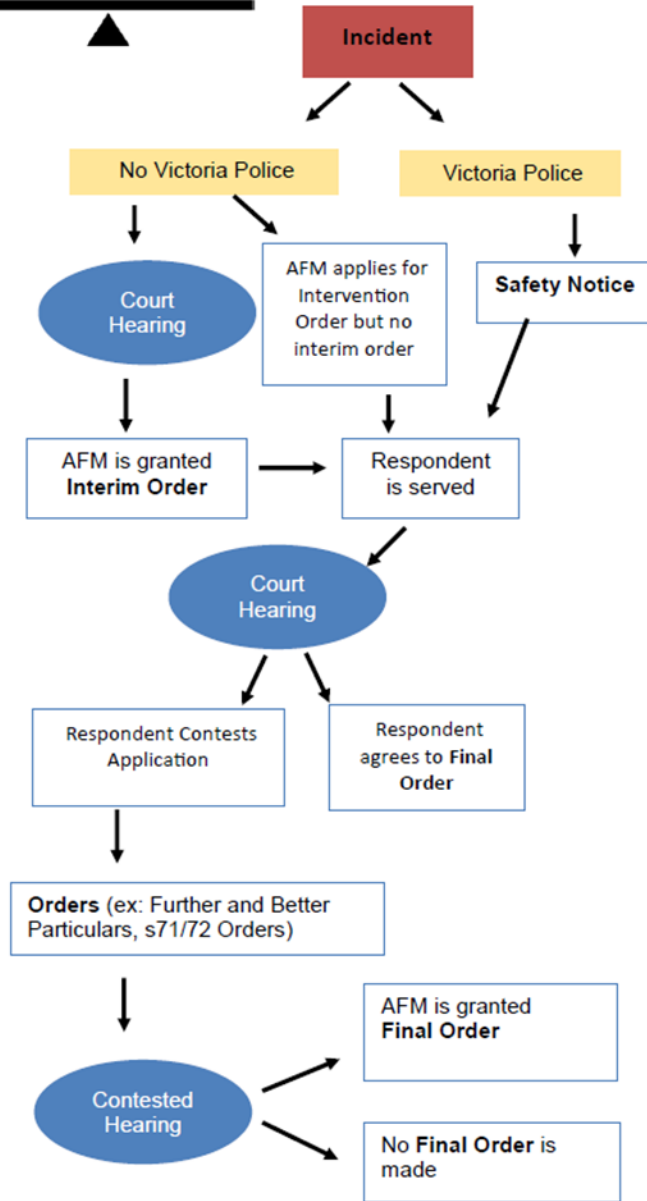 Incident
No Victoria Police
Victoria Police
Court
Hearing
AFM applies for
Intervention
Order but no
interim order
Safety Notice
AFM is granted
Interim Order
Respondent
is served
Court
Hearing
Respondent Contests
Application
Respondent
agrees to Final
Order
Orders (ex: Further and Better
Particulars, s71/72 Orders)
AFM is granted
Final Order
Contested
Hearing
No Final Order is
made